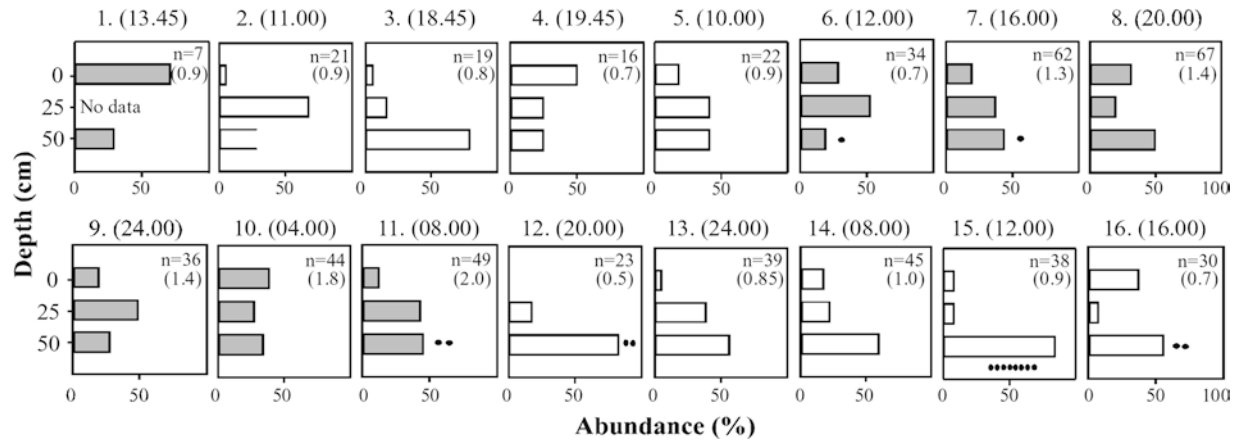 1. (13.45) 2. (11.00) 3. (18.45) 4. (19.45) 5. (10.00) 6. (12.00) 7. (16.00) 8. (20.00)
n=7 n=21 n=19 n=16 n=22 n=34 n=62 n=67
0 (0.9) (0.9) (0.8) (0.7) (0.9) (0.7) (1.3) (1.4)
25 No data
50
0 50 0 50 0 50 0 50 0 50 0 50 0 50 0 50 100
Depth (cm)
9. (24.00) 10. (04.00) 11. (08.00) 12. (20.00) 13. (24.00) 14. (08.00) 15. (12.00) 16. (16.00)
n=36 n=44 n=49 n=23 n=39 n=45 n=38 n=30
0 (1.4) (1.8) (2.0) (0.5) (0.85) (1.0) (0.9) (0.7)
25
50
0 50 0 50 0 50 0 50 0 50 0 50 0 50 0 50 100
Abundance (%)